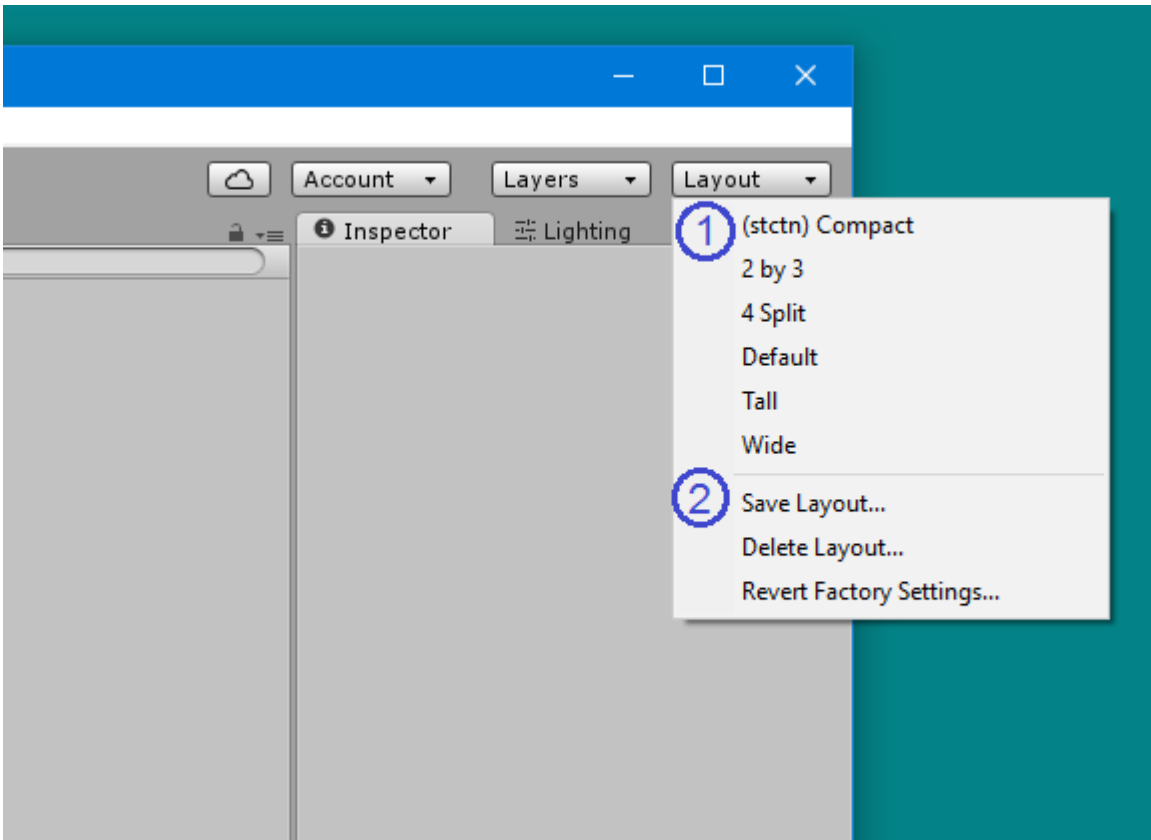 Account Layers Layout
Inspector Lighting
1 (stctn) Compact
2 by 3
4 Split
Default
Tall
Wide
2 Save Layout...
Delete Layout...
Revert Factory Settings...